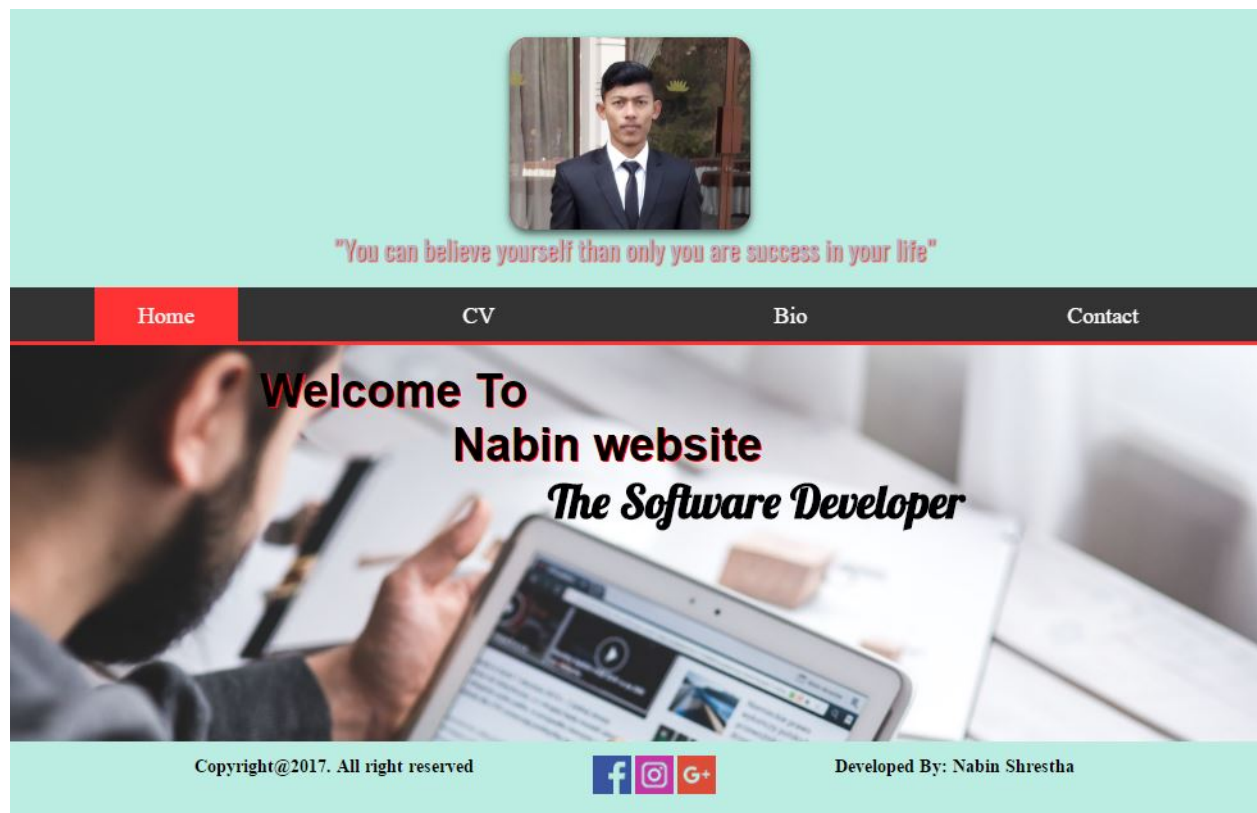 "You can believe yourself than only you are success in your life"
Home CV Bio Contact
Welcome To
Nabin website
The Software Developer
Copyright@2017. All right reserved
f G+
Developed By: Nabin Shrestha